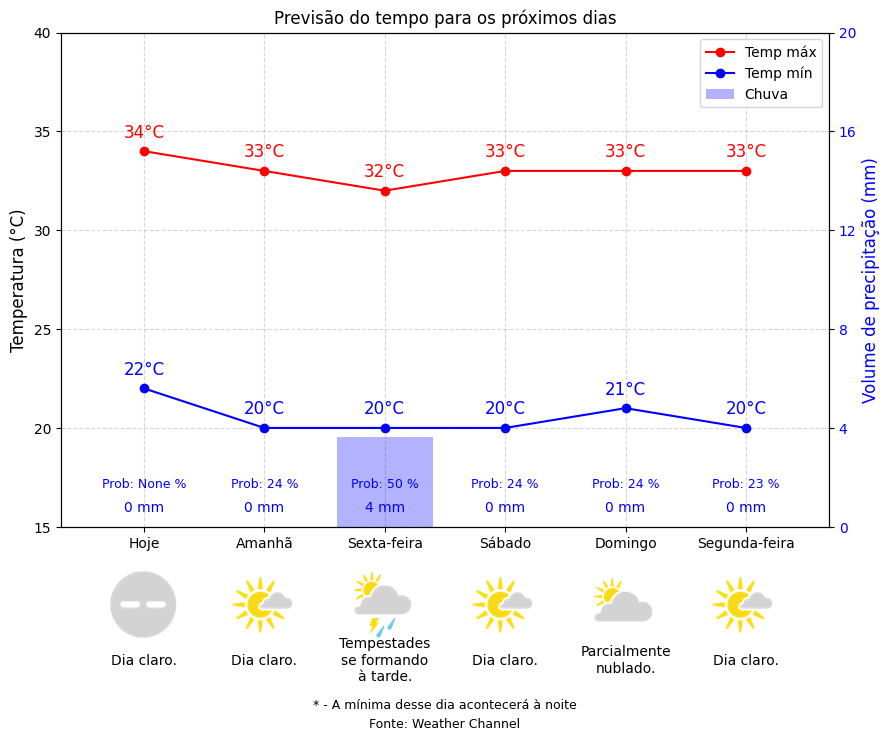 Previsão do tempo para os próximos dias
40
35
30
25
20
15
Temperatura (°C)
20
16
12
8
4
0
Volume de precipitação (mm)
Temp máx
Temp mín
Chuva
34°C
33°C
32°C
33°C
33°C
33°C
22°C
20°C
20°C
20°C
21°C
20°C
Prob: None %
Prob: 24 %
Prob: 50 %
Prob: 24 %
Prob: 24 %
Prob: 23 %
0 mm
0 mm
4 mm
0 mm
0 mm
0 mm
Hoje
Amanhã
Sexta-feira
Sábado
Domingo
Segunda-feira
Dia claro.
Dia claro.
Tempestades
se formando
à tarde.
Dia claro.
Parcialmente
nublado.
Dia claro.
* - A mínima desse dia acontecerá à noite
Fonte: Weather Channel